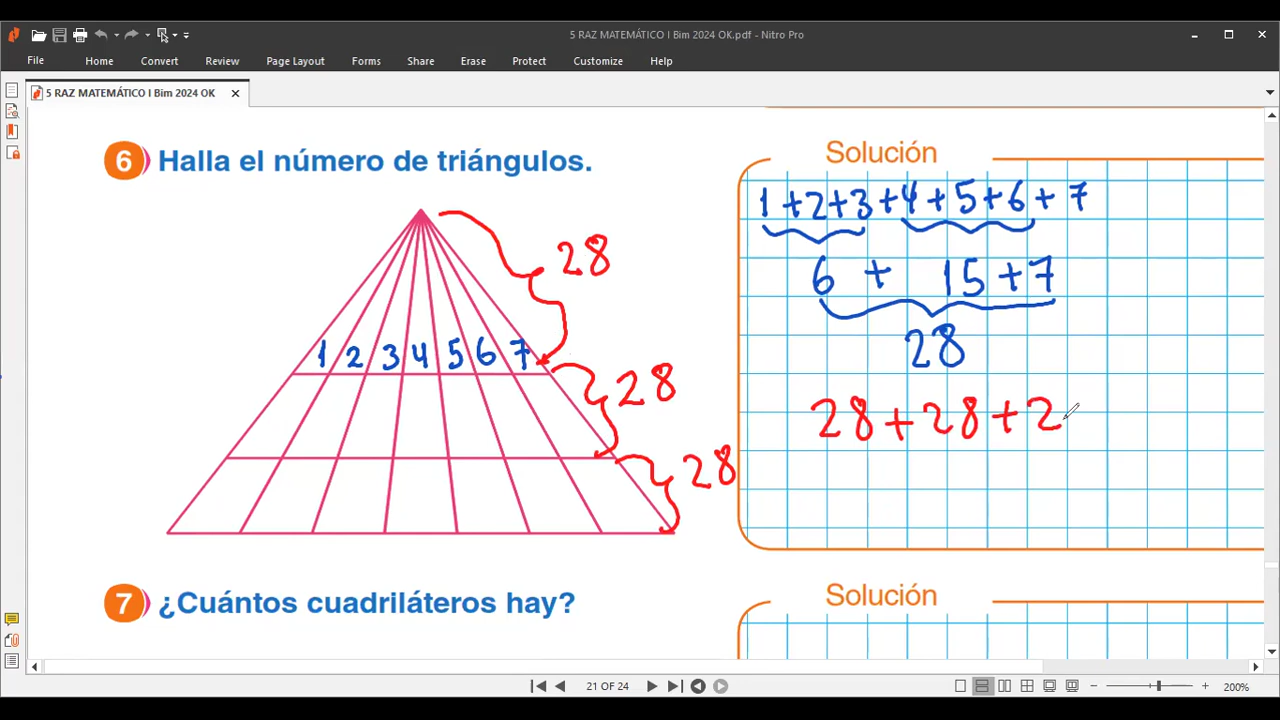 5 RAZ MATEMÁTICO I Bim 2024 OK.pdf - Nitro Pro
File Home Convert Review Page Layout Forms Share Erase Protect Customize Help
5 RAZ MATEMÁTICO I Bim 2024 OK
6 Halla el número de triángulos.
28
1 2 3 4 5 6 7
28
28
Solución
1+2+3+4+5+6+7
6 + 15+7
28
28+28+2
7 ¿Cuántos cuadriláteros hay?
Solución
21 OF 24
200%